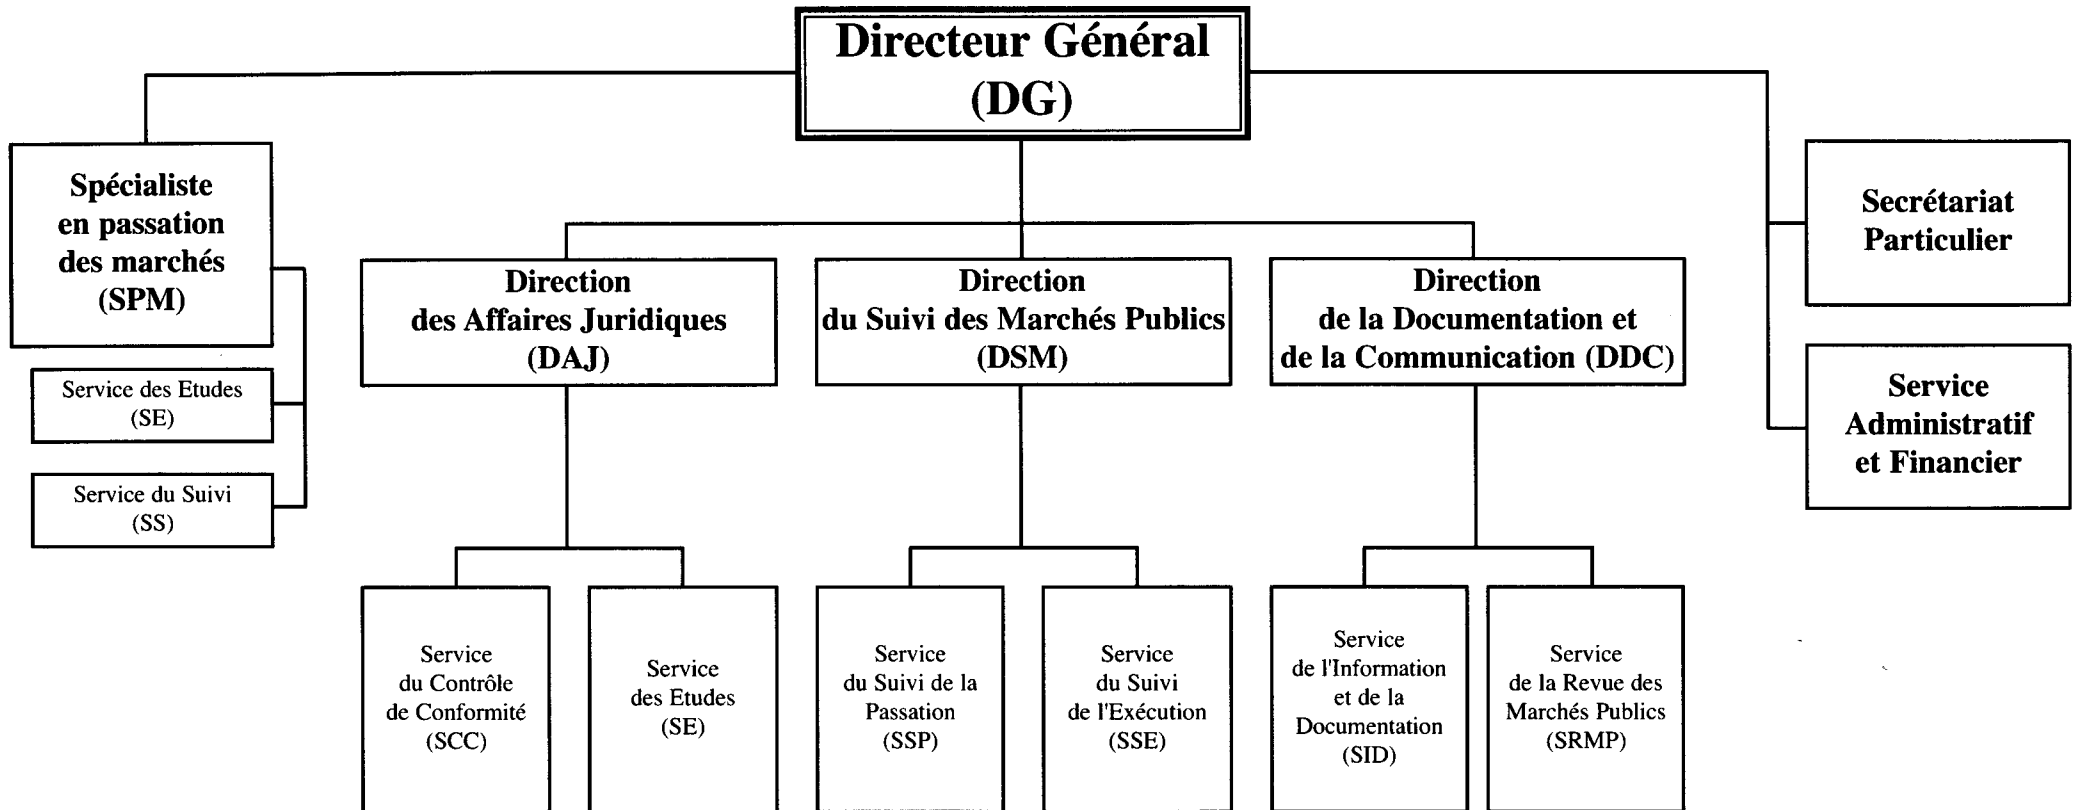 Directeur Général
(DG)
Spécialiste
en passation
des marchés
(SPM)
Service des Etudes
(SE)
Service du Suivi
(SS)
Direction
des Affaires Juridiques
(DAJ)
Direction
du Suivi des Marchés Publics
(DSM)
Direction
de la Documentation et
de la Communication (DDC)
Secrétariat
Particulier
Service
Administratif
et Financier
Service
du Contrôle
de Conformité
(SCC)
Service
des Etudes
(SE)
Service
du Suivi de la
Passation
(SSP)
Service
du Suivi
de l'Exécution
(SSE)
Service
de l'Information
et de la
Documentation
(SID)
Service
de la Revue des
Marchés Publics
(SRMP)